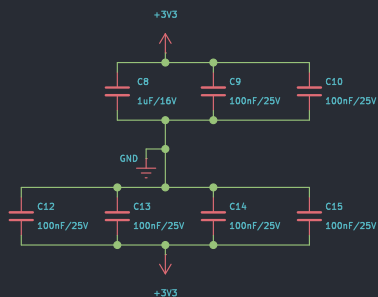 +3V3
C8 C9 C10
1uF/16V 100nF/25V 100nF/25V
GND
C12 C13 C14 C15
100nF/25V 100nF/25V 100nF/25V 100nF/25V
+3V3